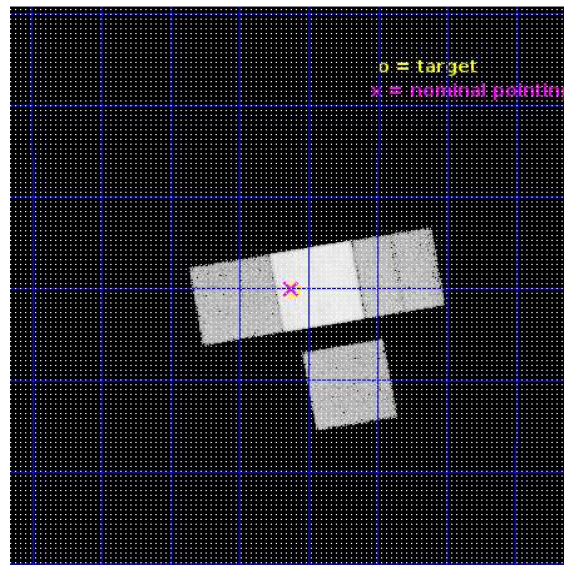 o = target
x = nominal pointing